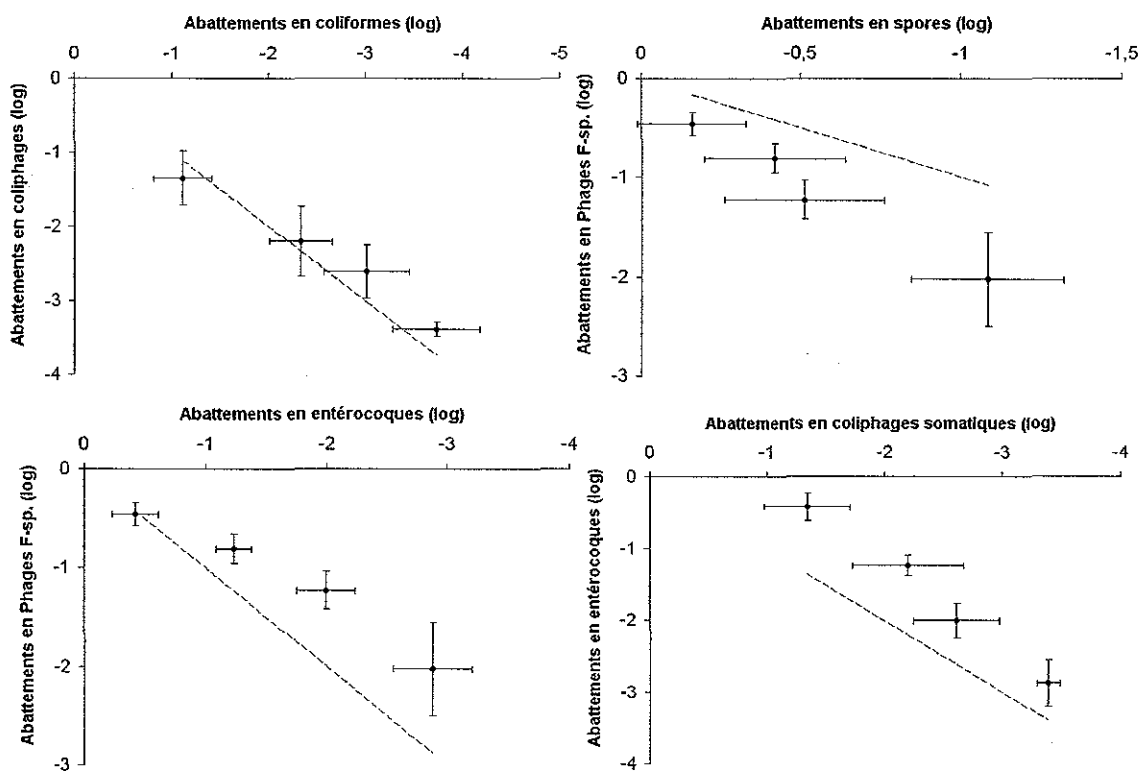 Abattements en coliformes (log)
0 -1 -2 -3 -4 -5
0
-1
-2
-3
-4
Abattements en coliphages (log)
Abattements en spores (log)
0 -0,5 -1 -1,5
0
-1
-2
-3
Abattements en Phages F-sp. (log)
Abattements en entérocoques (log)
0 -1 -2 -3 -4
0
-1
-2
-3
Abattements en Phages F-sp. (log)
Abattements en coliphages somatiques (log)
0 -1 -2 -3 -4
0
-1
-2
-3
-4
Abattements en entérocoques (log)